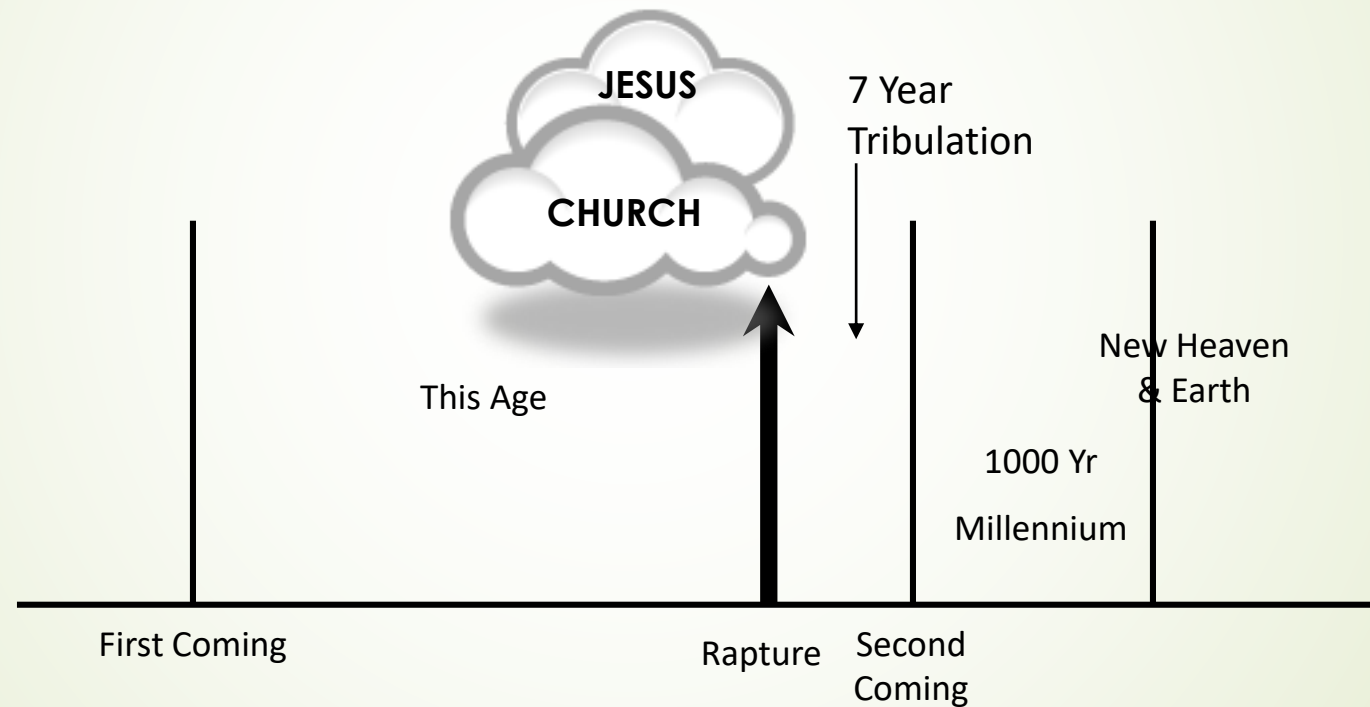 JESUS
CHURCH
7 Year
Tribulation
This Age
New Heaven
& Earth
1000 Yr
Millennium
First Coming
Rapture
Second
Coming